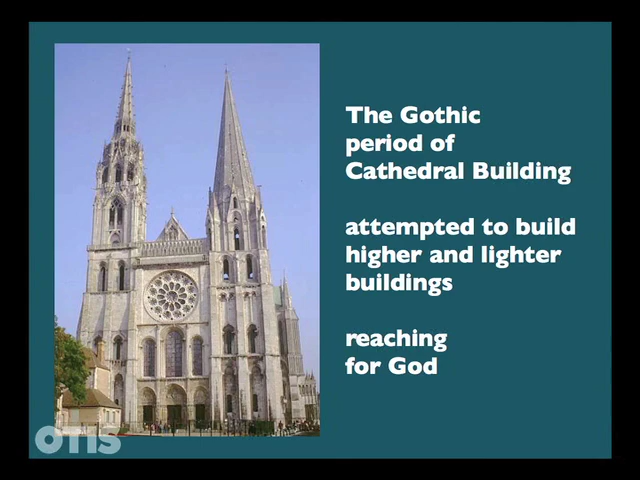 The Gothic
period of
Cathedral Building
attempted to build
higher and lighter
buildings
reaching
for God
OTIS